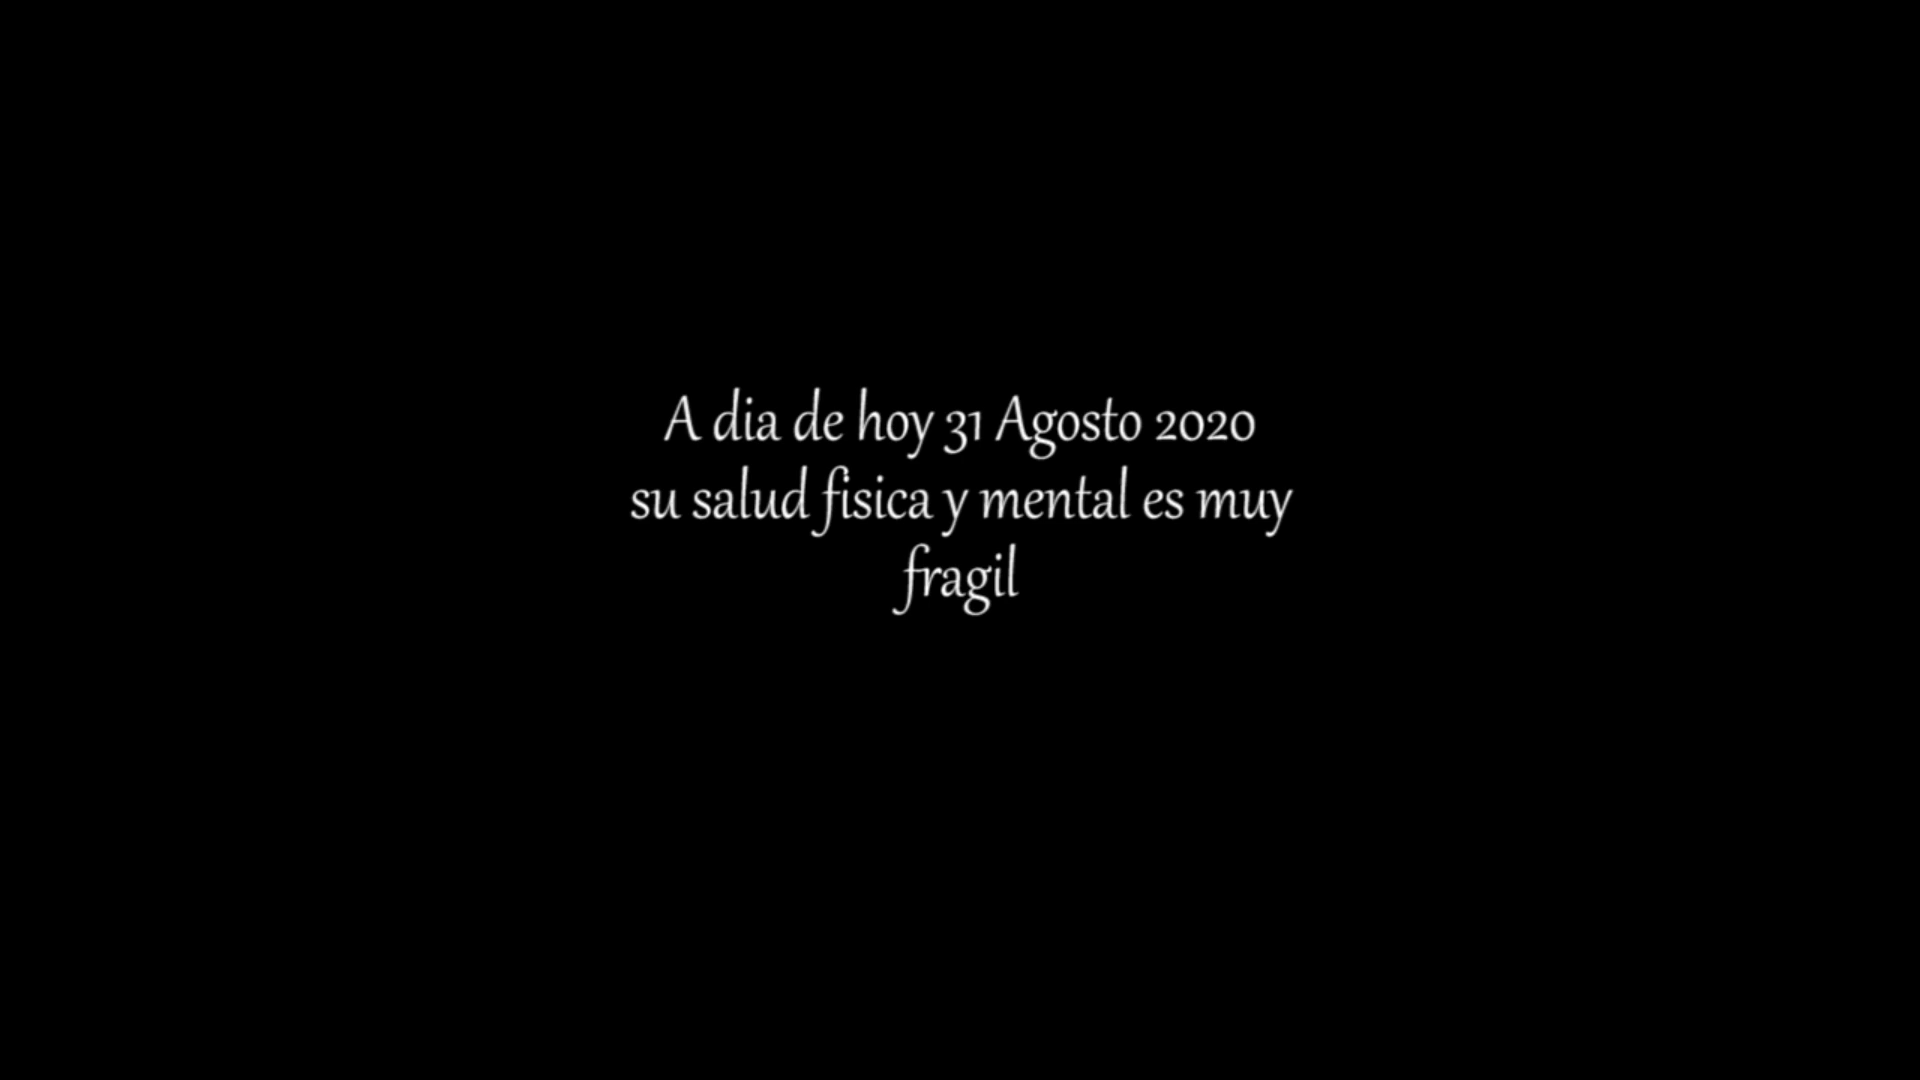 A dia de hoy 31 Agosto 2020
su salud fisica y mental es muy
fragil